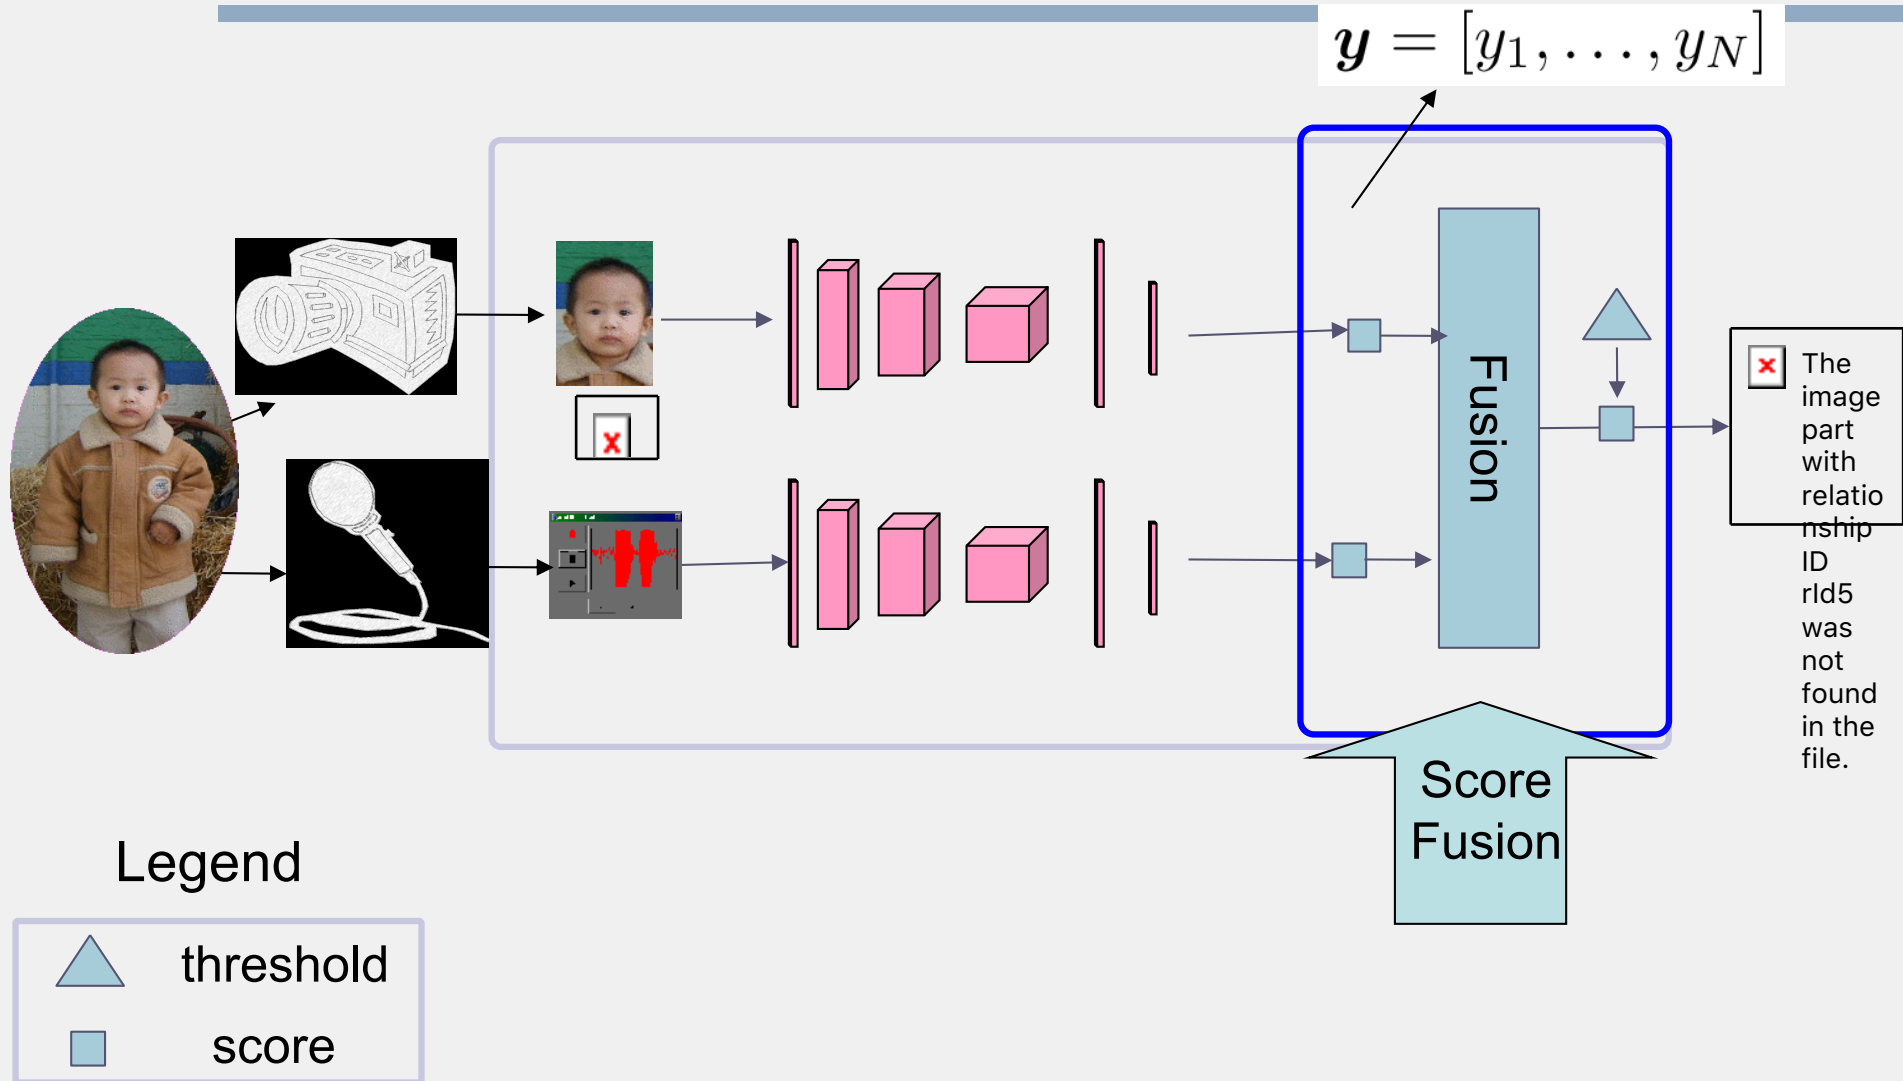 y = [y1, . . . , yN]
Fusion
The
image
part
with
relatio
nship
ID
rId5
was
not
found
in the
file.
Score
Fusion
Legend
threshold
score